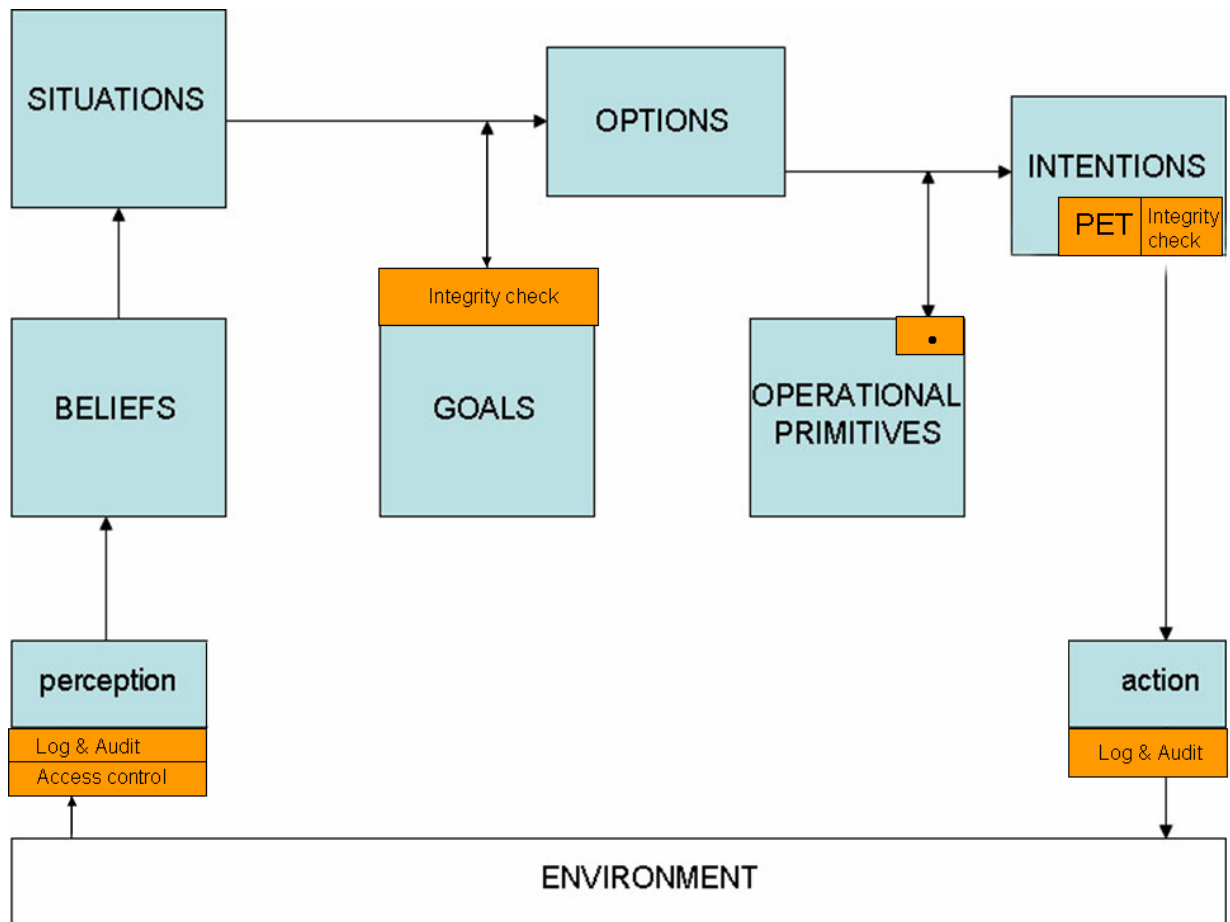 SITUATIONS
OPTIONS
INTENTIONS
PET
Integrity
check
Integrity check
BELIEFS
GOALS
OPERATIONAL
PRIMITIVES
perception
Log & Audit
Access control
action
Log & Audit
ENVIRONMENT